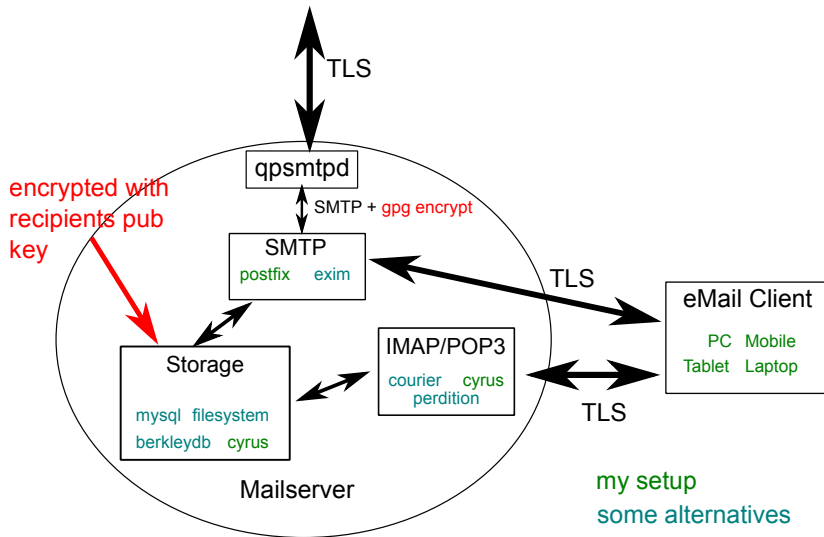 TLS
qpsmtpd
encrypted with
recipients pub
key
SMTP + gpg encrypt
SMTP
postfix exim
TLS
eMail Client
PC Mobile
Tablet Laptop
Storage
mysql filesystem
berkleydb cyrus
IMAP/POP3
courier cyrus
perdition
TLS
Mailserver
my setup
some alternatives